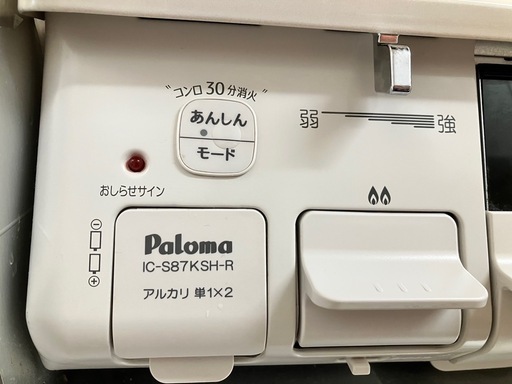 "コンロ30分消火"
あんしん
モード
弱 強
おしらせサイン
Paloma
IC-S87KSH-R
アルカリ 単1×2